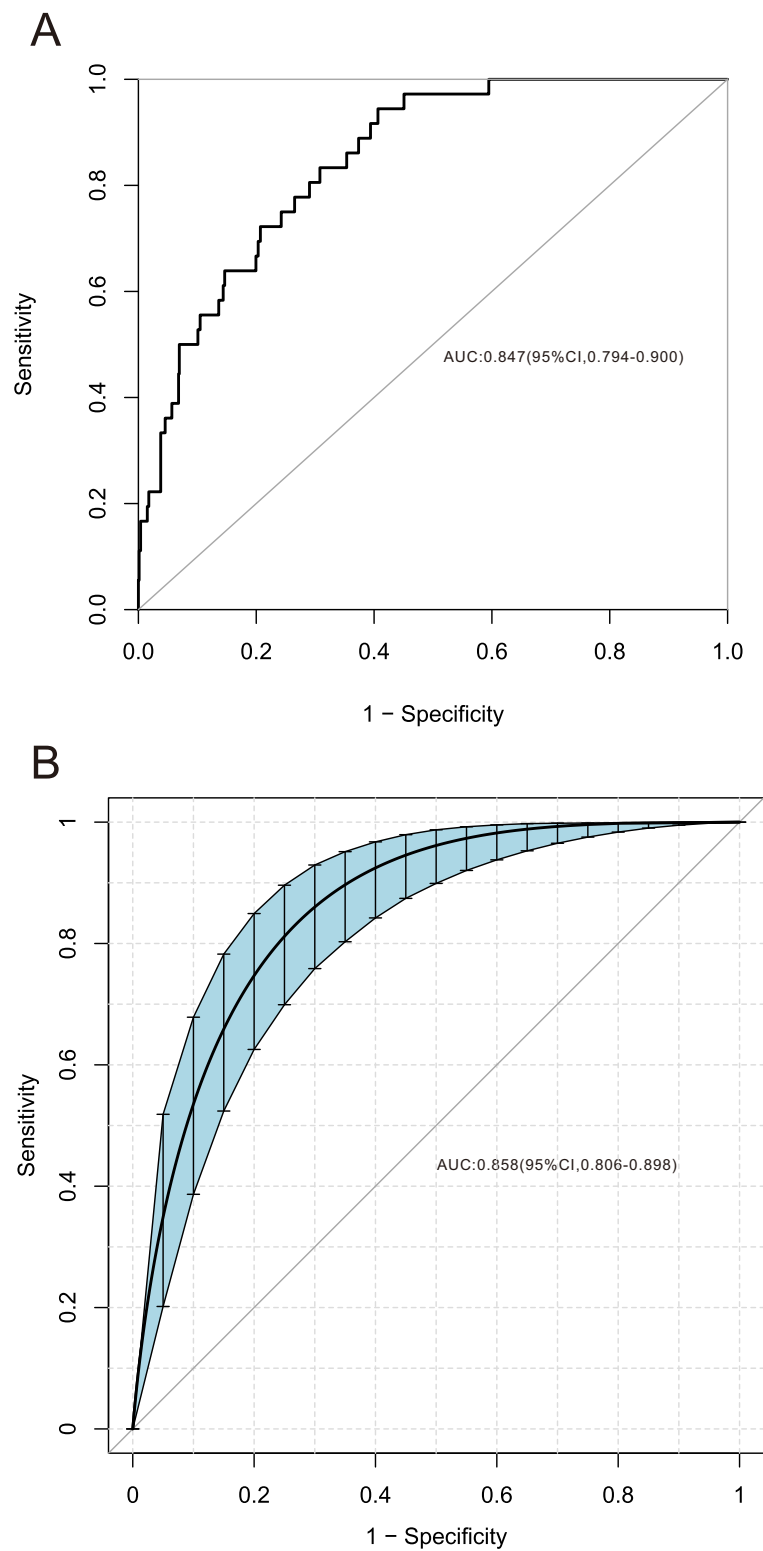 A
1.0
0.8
0.6
0.4
0.2
0.0
Sensitivity
AUC:0.847(95%CI,0.794-0.900)
0.0 0.2 0.4 0.6 0.8 1.0
1 − Specificity
B
1
0.8
0.6
0.4
0.2
0
Sensitivity
AUC:0.858(95%CI,0.806-0.898)
0 0.2 0.4 0.6 0.8 1
1 − Specificity